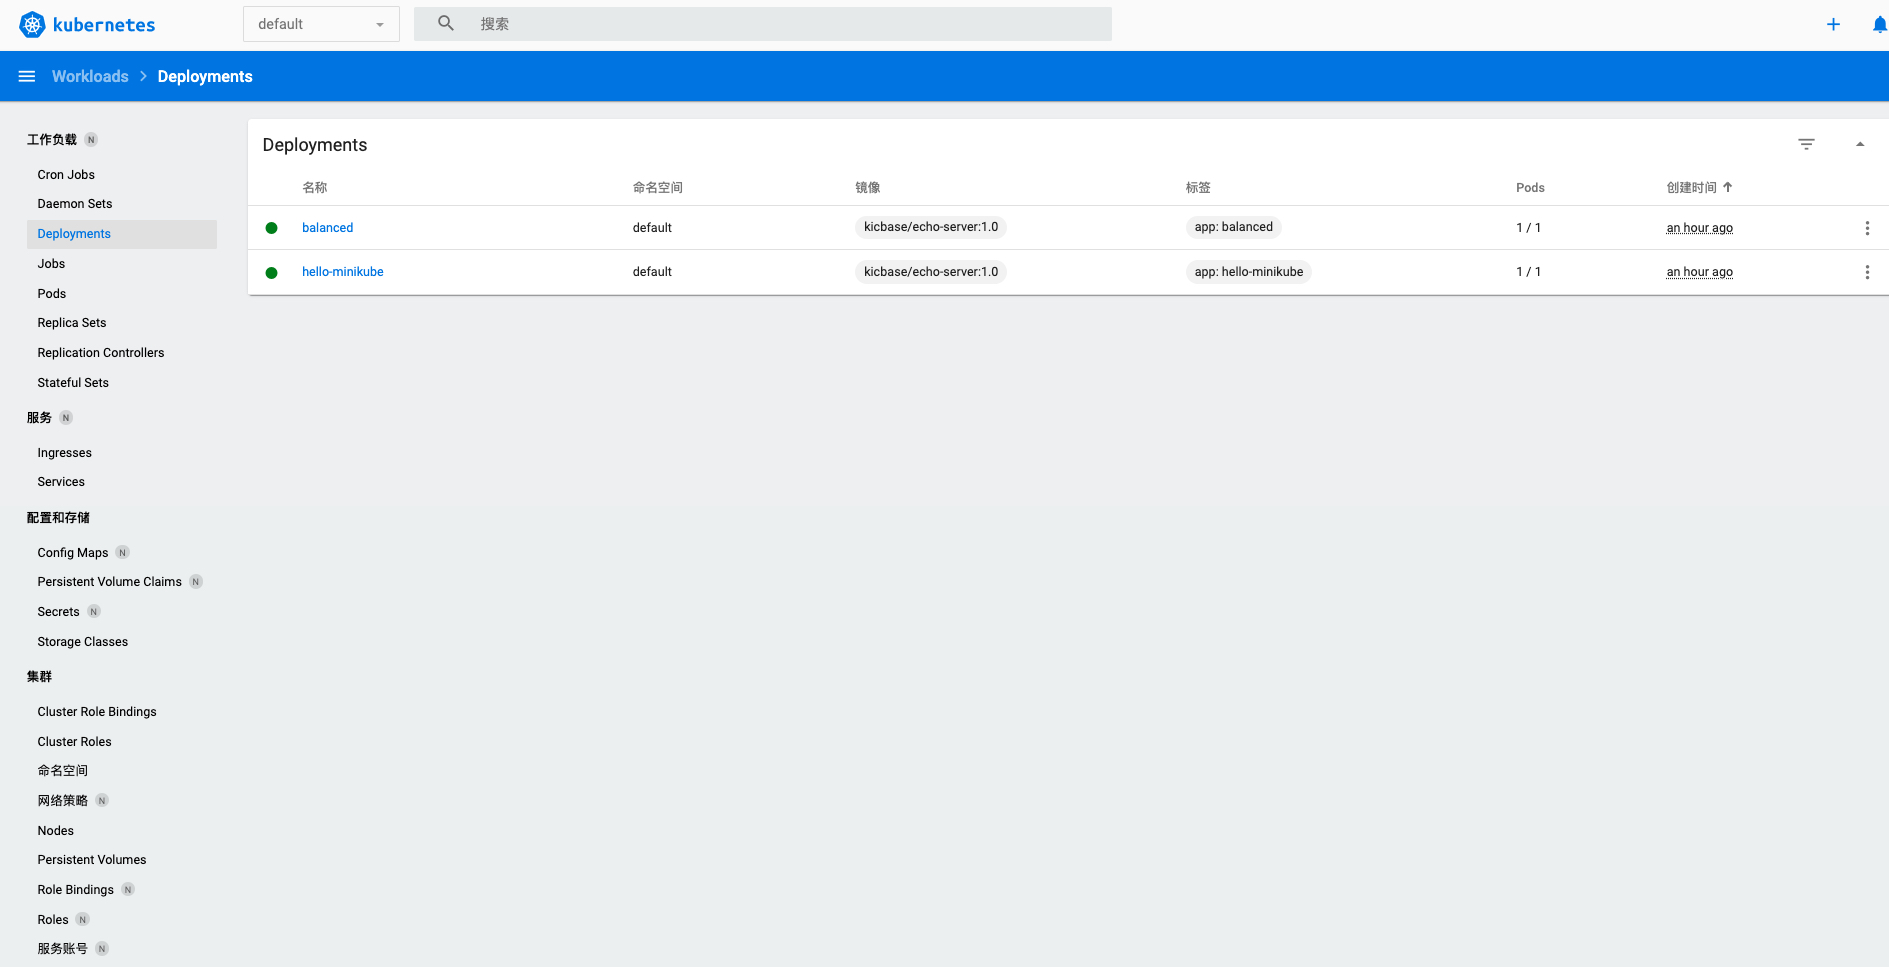 kubernetes
default
搜索
Workloads > Deployments
工作负载 N
Cron Jobs
Daemon Sets
Deployments
Jobs
Pods
Replica Sets
Replication Controllers
Stateful Sets
服务 N
Ingresses
Services
配置和存储
Config Maps N
Persistent Volume Claims N
Secrets N
Storage Classes
集群
Cluster Role Bindings
Cluster Roles
命名空间
网络策略 N
Nodes
Persistent Volumes
Role Bindings N
Roles N
服务账号 N
Deployments
名称 命名空间 镜像 标签 Pods 创建时间
balanced default kicbase/echo-server:1.0 app: balanced 1 / 1 an hour ago
hello-minikube default kicbase/echo-server:1.0 app: hello-minikube 1 / 1 an hour ago